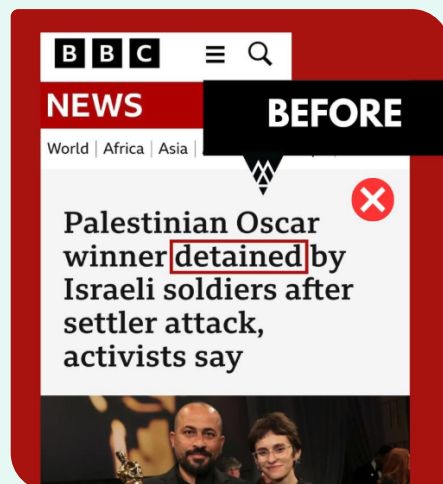 BBC
NEWS
BEFORE
World | Africa | Asia
Palestinian Oscar
winner detained by
Israeli soldiers after
settler attack,
activists say